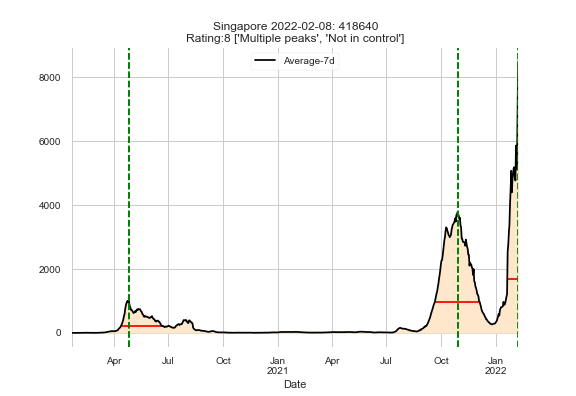 Singapore 2022-02-08: 418640
Rating:8 ['Multiple peaks', 'Not in control']
Average-7d
8000
6000
4000
2000
0
Apr Jul Oct Jan Apr Jul Oct Jan
2021 2022
Date